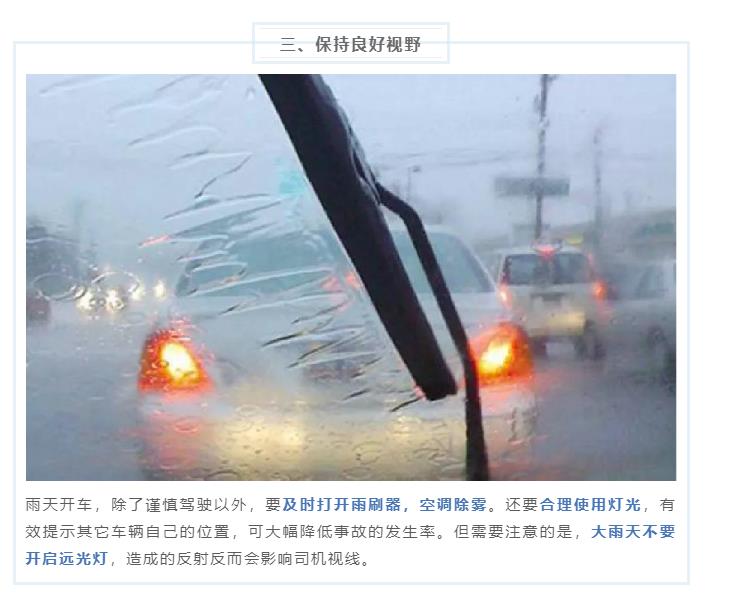 三、保持良好视野
雨天开车，除了谨慎驾驶以外，要及时打开雨刷器，空调除雾。还要合理使用灯光，有
效提示其它车辆自己的位置，可大幅降低事故的发生率。但需要注意的是，大雨天不要
开启远光灯，造成的反射反而会影响司机视线。